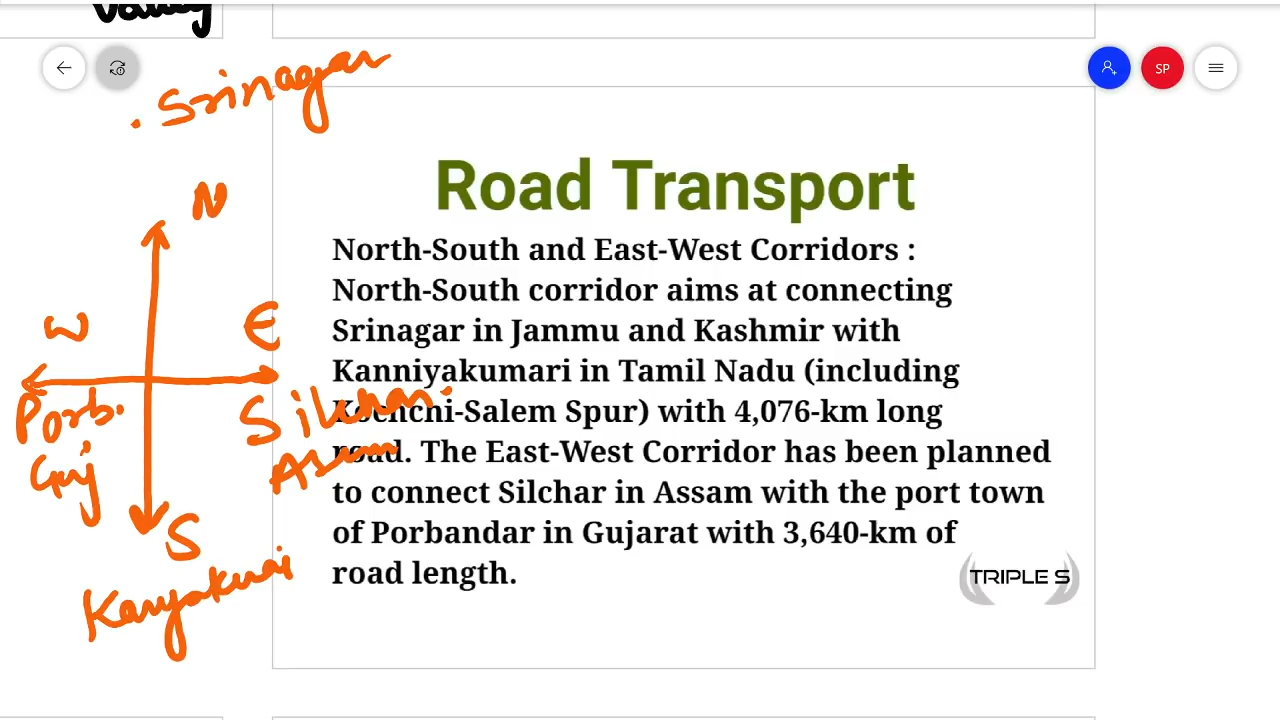 Valley
. Srinagar
SP
N
Road Transport
North-South and East-West Corridors :
North-South corridor aims at connecting
Srinagar in Jammu and Kashmir with
Kanniyakumari in Tamil Nadu (including
Kochchi-Salem Spur) with 4,076-km long
road. The East-West Corridor has been planned
to connect Silchar in Assam with the port town
of Porbandar in Gujarat with 3,640-km of
road length.
TRIPLE S
W
E
Porb.
Guj
Silchar.
Assam
S